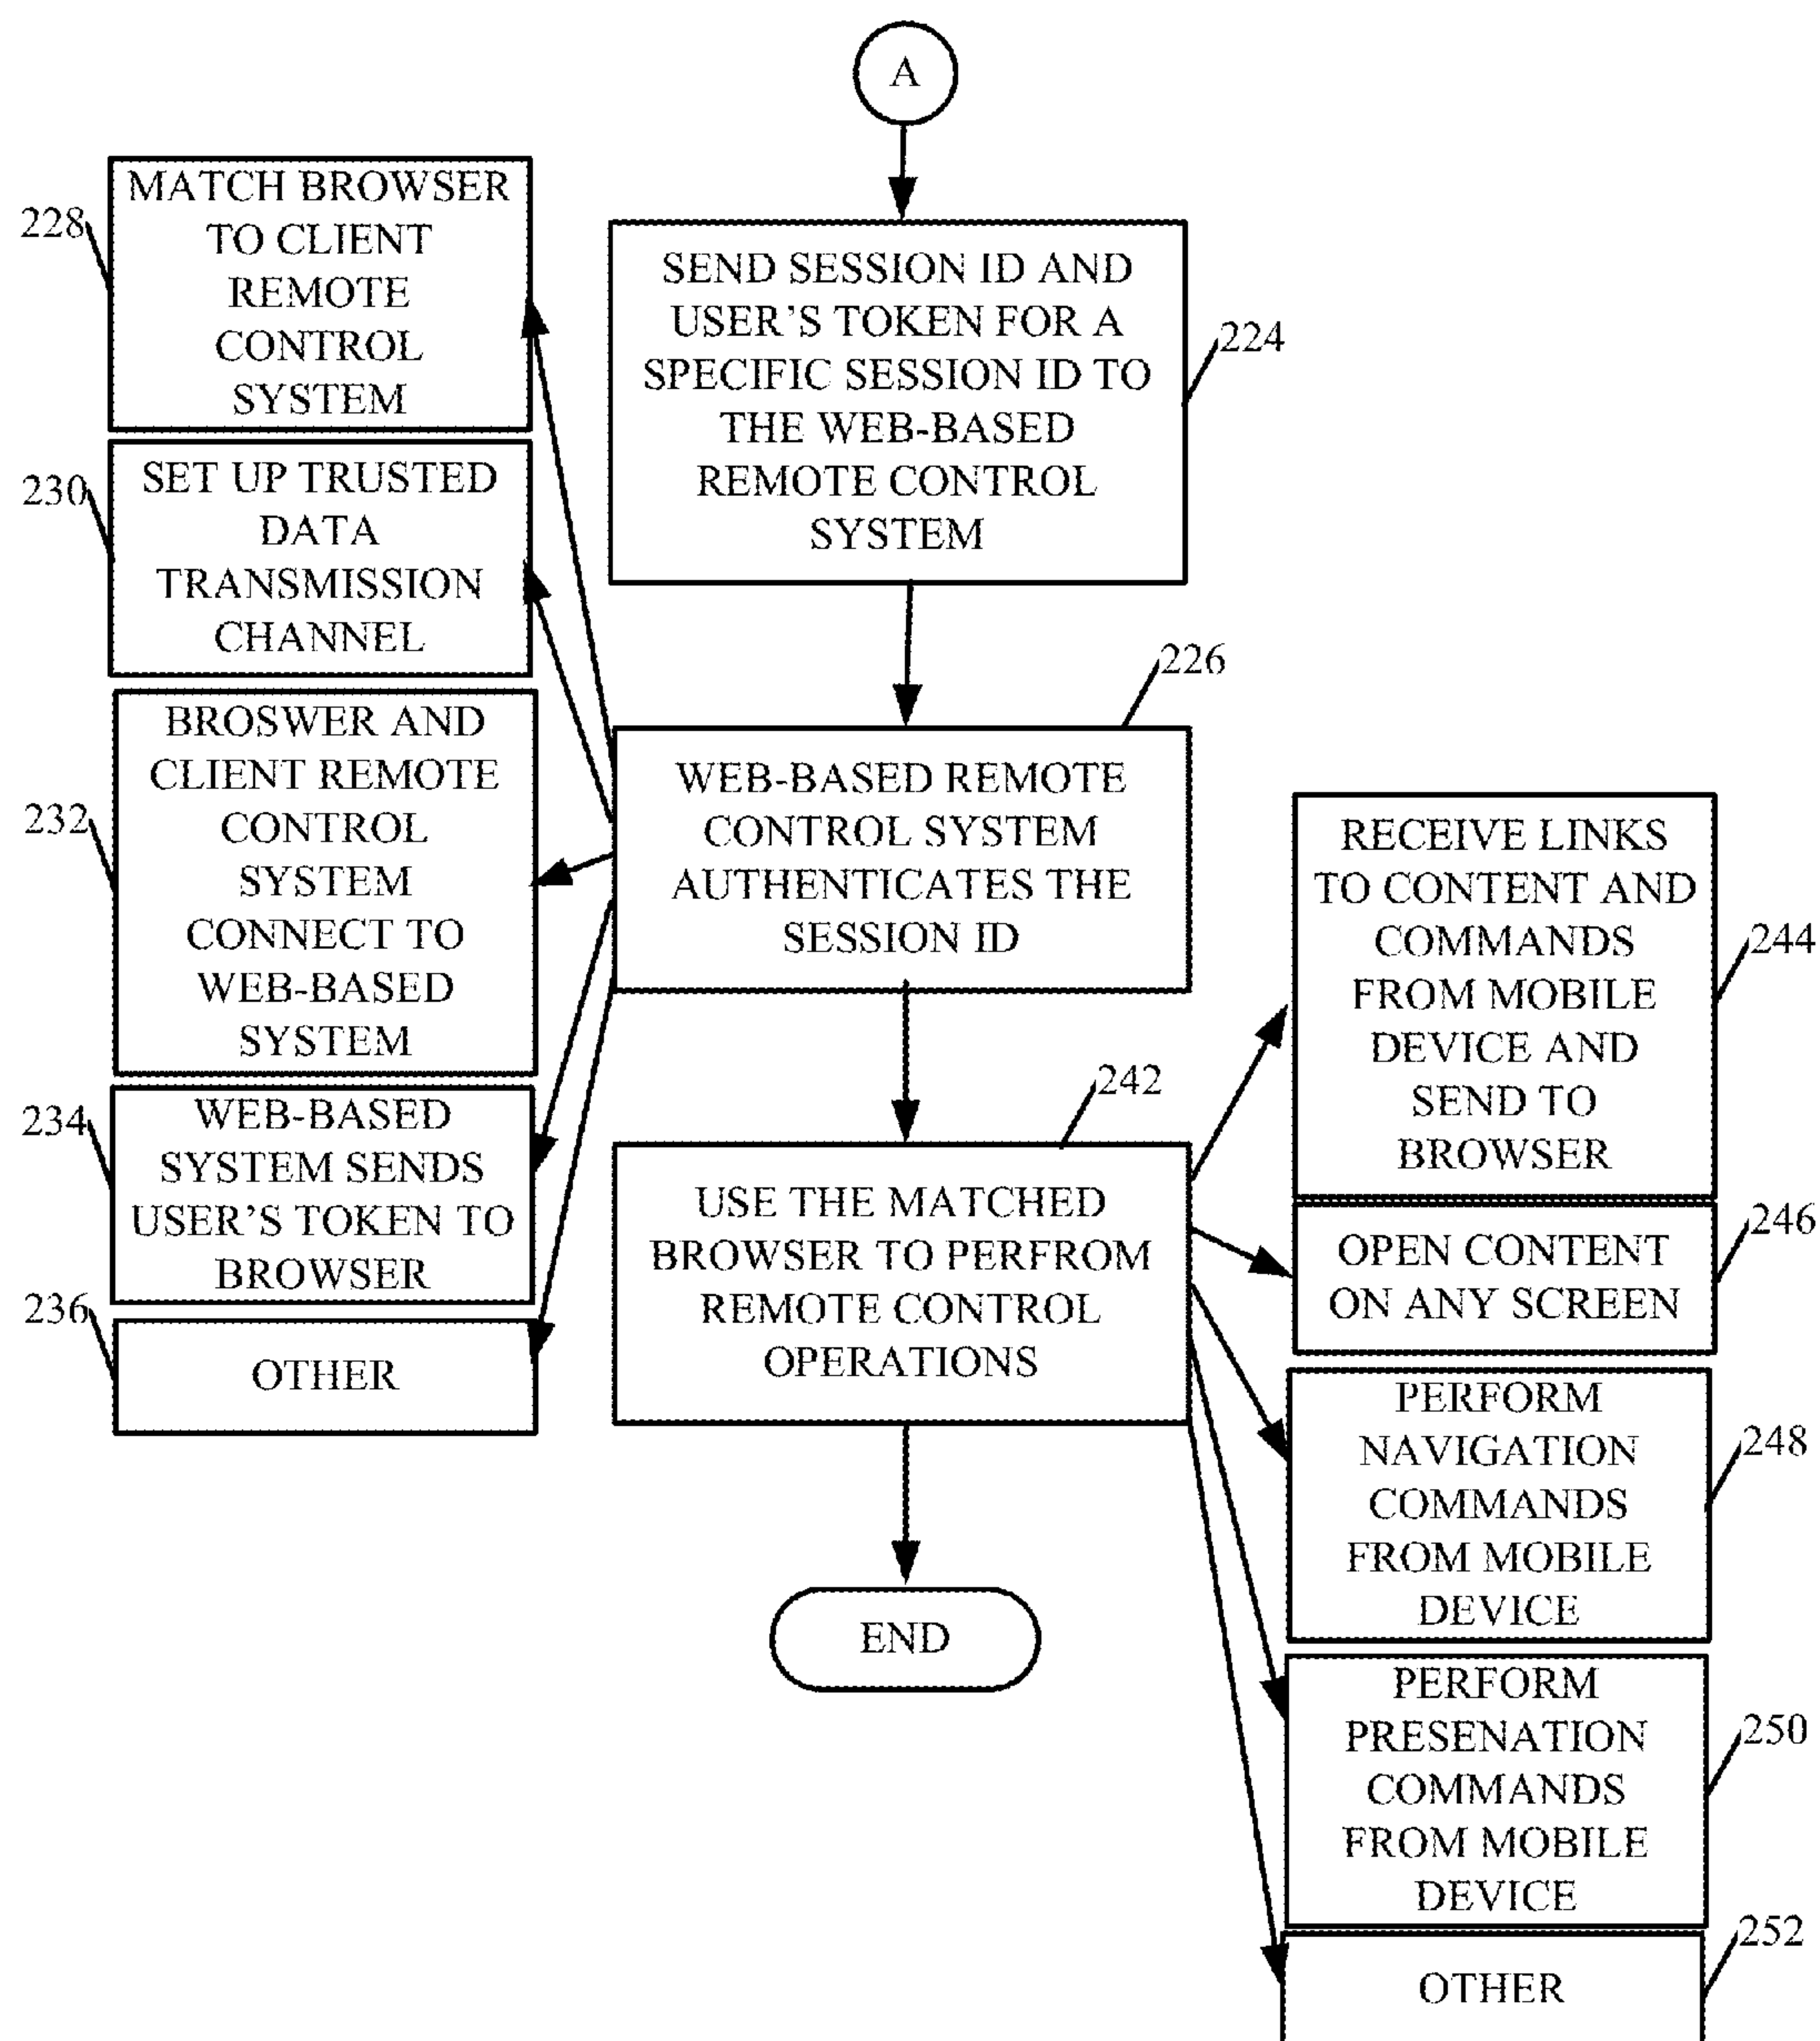 A
228
MATCH BROWSER
TO CLIENT
REMOTE
CONTROL
SYSTEM
SEND SESSION ID AND
USER'S TOKEN FOR A
SPECIFIC SESSION ID TO
THE WEB-BASED
REMOTE CONTROL
SYSTEM
224
230
SET UP TRUSTED
DATA
TRANSMISSION
CHANNEL
226
WEB-BASED REMOTE
CONTROL SYSTEM
AUTHENTICATES THE
SESSION ID
232
BROSWER AND
CLIENT REMOTE
CONTROL
SYSTEM
CONNECT TO
WEB-BASED
SYSTEM
234
WEB-BASED
SYSTEM SENDS
USER'S TOKEN TO
BROWSER
236
OTHER
242
USE THE MATCHED
BROWSER TO PERFROM
REMOTE CONTROL
OPERATIONS
RECEIVE LINKS
TO CONTENT AND
COMMANDS
FROM MOBILE
DEVICE AND
SEND TO
BROWSER
244
OPEN CONTENT
ON ANY SCREEN
246
PERFORM
NAVIGATION
COMMANDS
FROM MOBILE
DEVICE
248
PERFORM
PRESENATION
COMMANDS
FROM MOBILE
DEVICE
250
OTHER
252
END